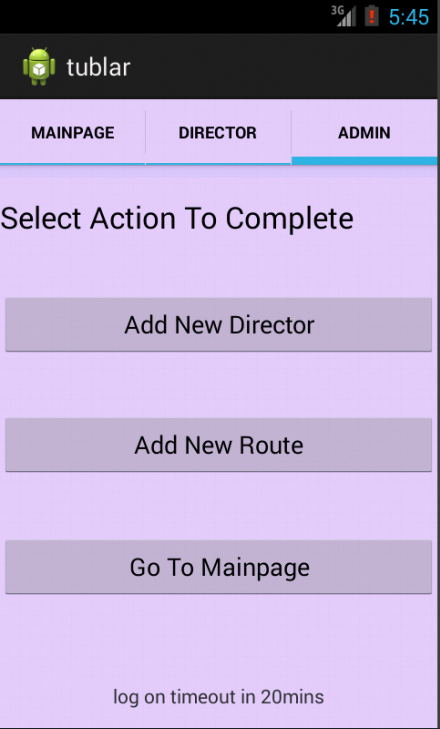 3G 5:45
tublar
MAINPAGE DIRECTOR ADMIN
Select Action To Complete
Add New Director
Add New Route
Go To Mainpage
log on timeout in 20mins